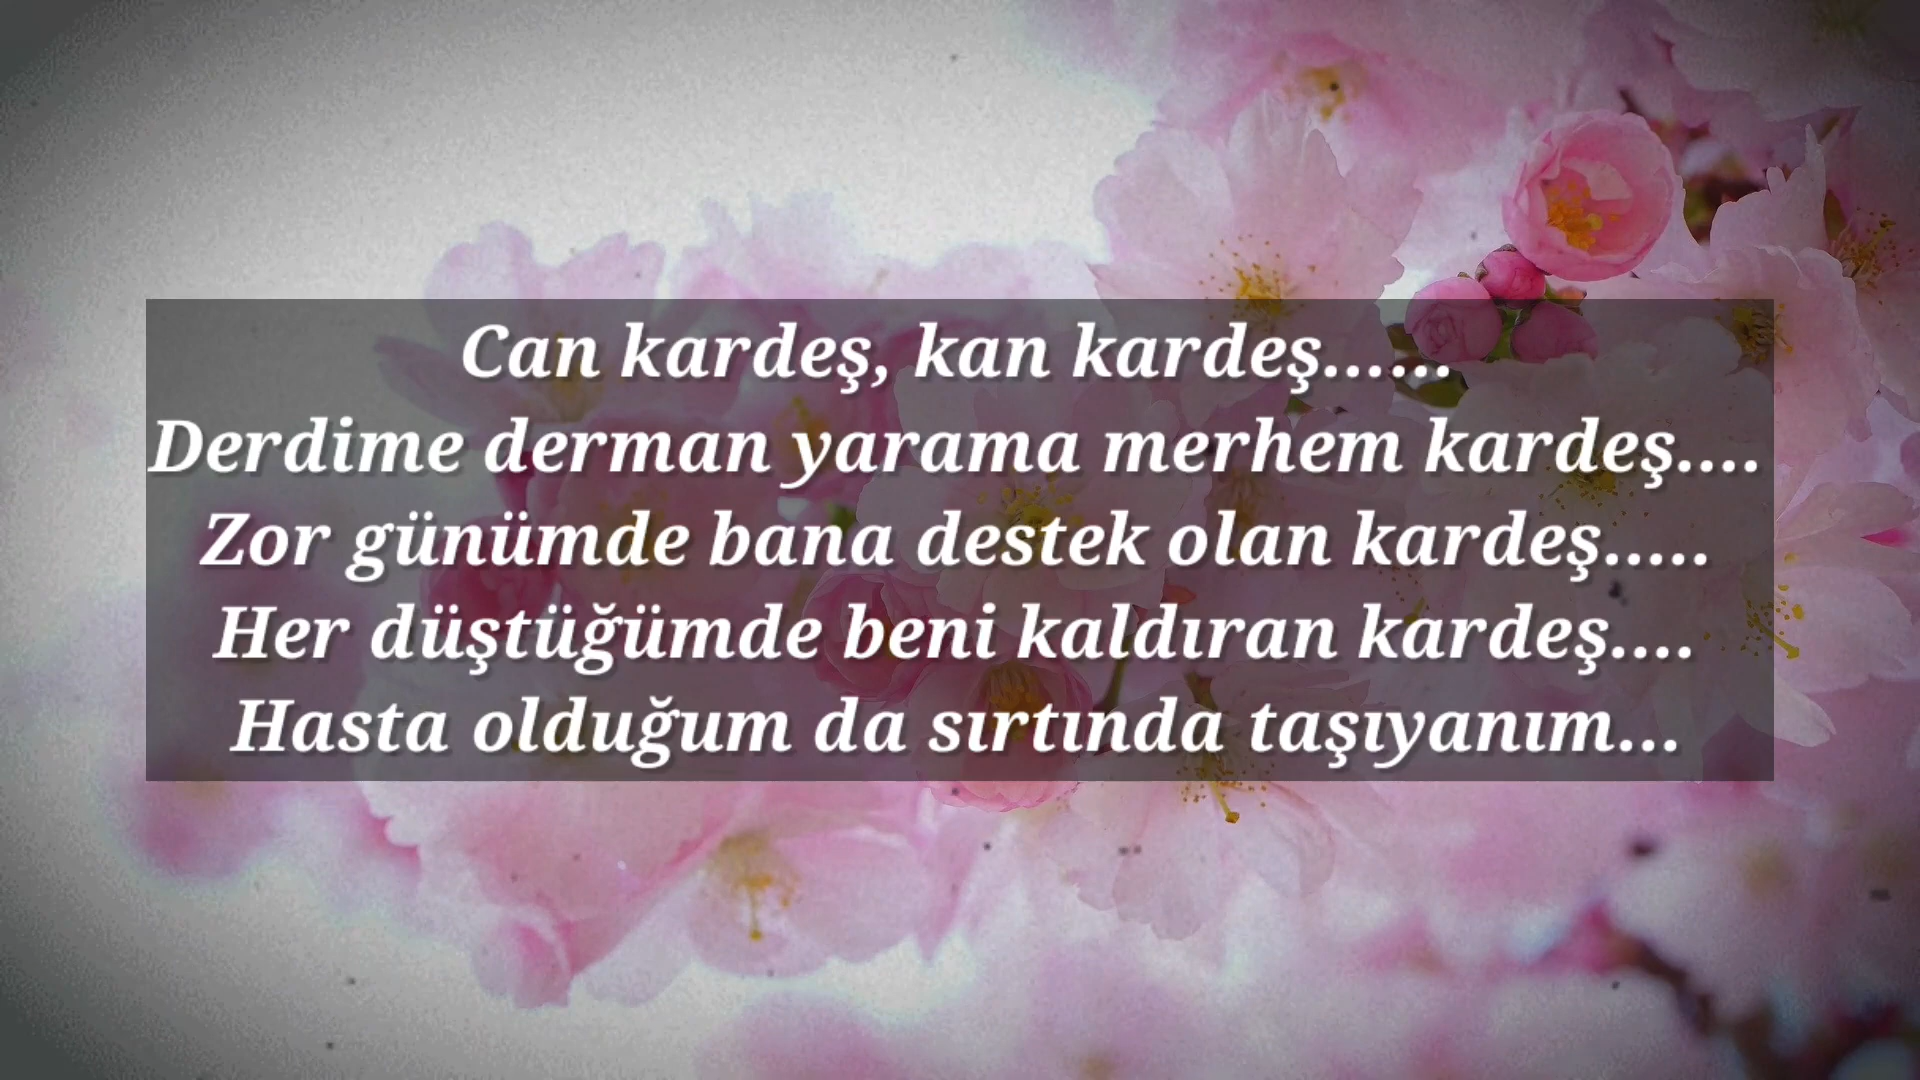 Can kardeş, kan kardeş......
Derdime derman yarama merhem kardeş....
Zor günümde bana destek olan kardeş.....
Her düştüğümde beni kaldıran kardeş....
Hasta olduğum da sırtında taşıyanım...